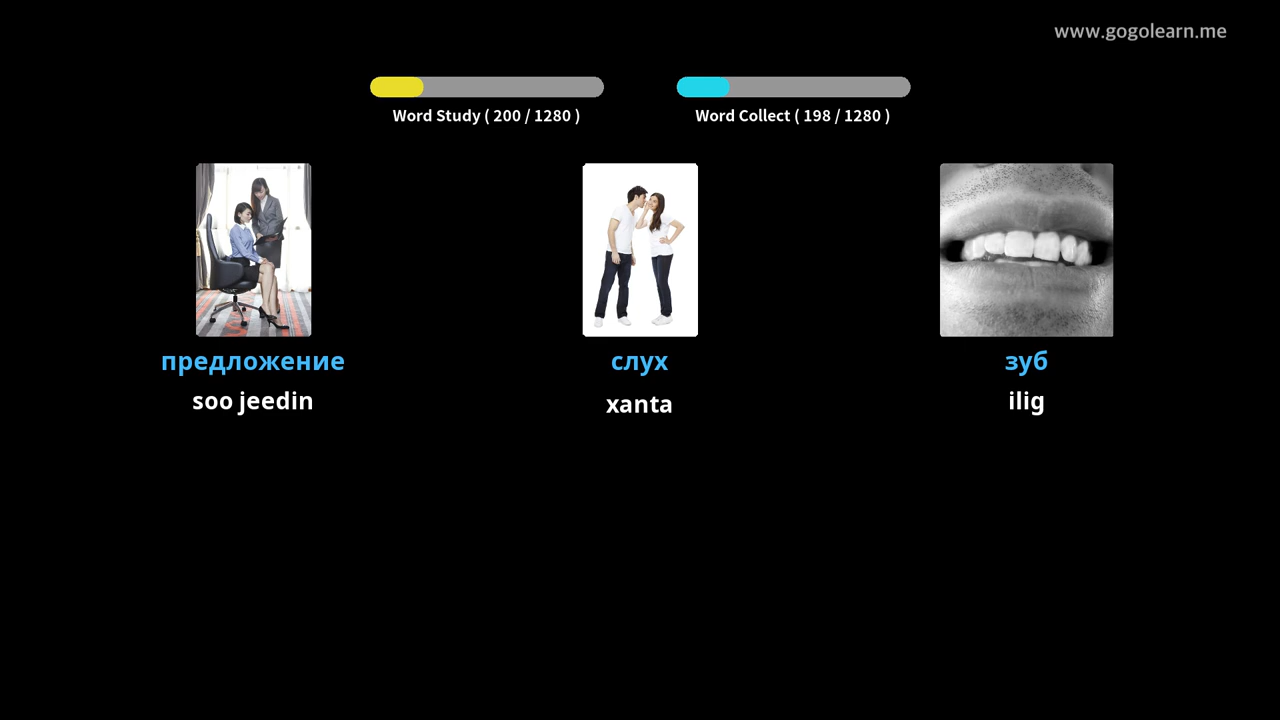 www.gogolearn.me
Word Study ( 200 / 1280 )
Word Collect ( 198 / 1280 )
предложение
soo jeedin
слух
xanta
зуб
ilig